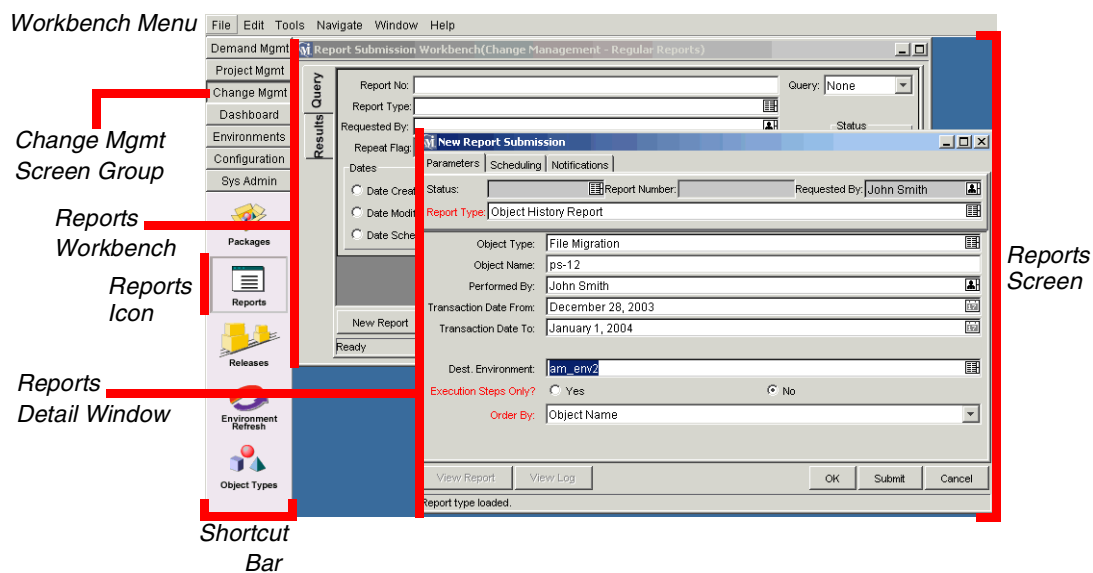 Workbench Menu
File Edit Tools Navigate Window Help
Demand Mgmt
Project Mgmt
Change Mgmt
Dashboard
Environments
Configuration
Sys Admin
Packages
Reports
Releases
Environment
Refresh
Object Types
Change Mgmt
Screen Group
Reports
Workbench
Reports
Icon
Reports
Detail Window
Shortcut
Bar
Reports
Screen
Report Submission Workbench(Change Management - Regular Reports)
Query
Results
Report No:
Query: None
Report Type:
Requested By:
Status
Repeat Flag:
Dates
Date Creat
Date Modif
Date Sche
New Report
Ready
New Report Submission
Parameters Scheduling Notifications
Status: Report Number: Requested By: John Smith
Report Type: Object History Report
Object Type: File Migration
Object Name: ps-12
Performed By: John Smith
Transaction Date From: December 28, 2003
Transaction Date To: January 1, 2004
Dest. Environment: am_env2
Execution Steps Only? Yes No
Order By: Object Name
View Report View Log OK Submit Cancel
Report type loaded.